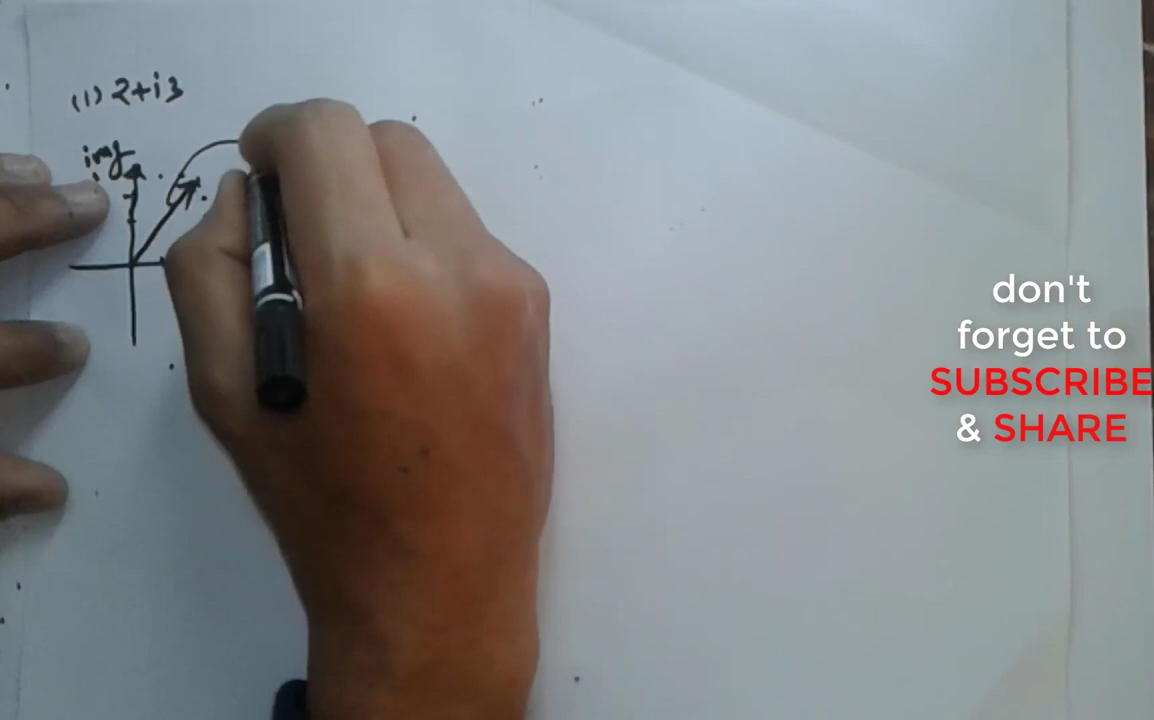 (1) 2+i3
img
don't
forget to
SUBSCRIBE
& SHARE